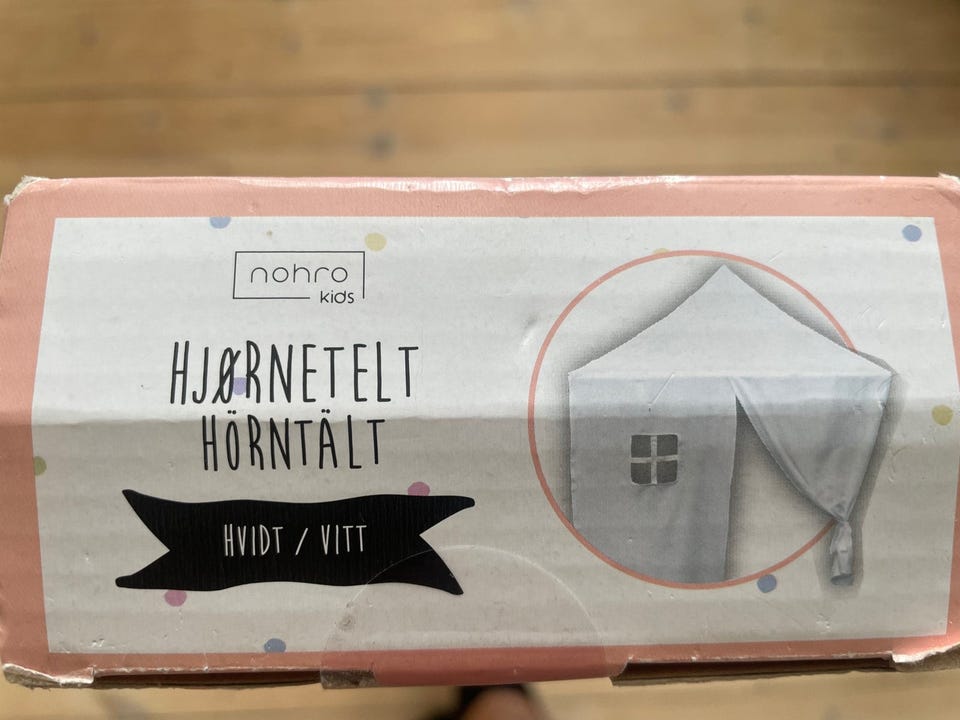 nohro
kids
HJØRNETELT
HÖRNTÄLT
HVIDT / VITT